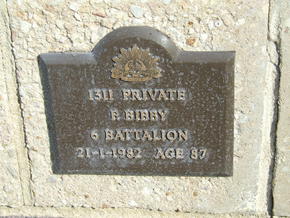 1311 PRIVATE
F. BIBBY
6 BATTALION
21-1-1982 AGE 87